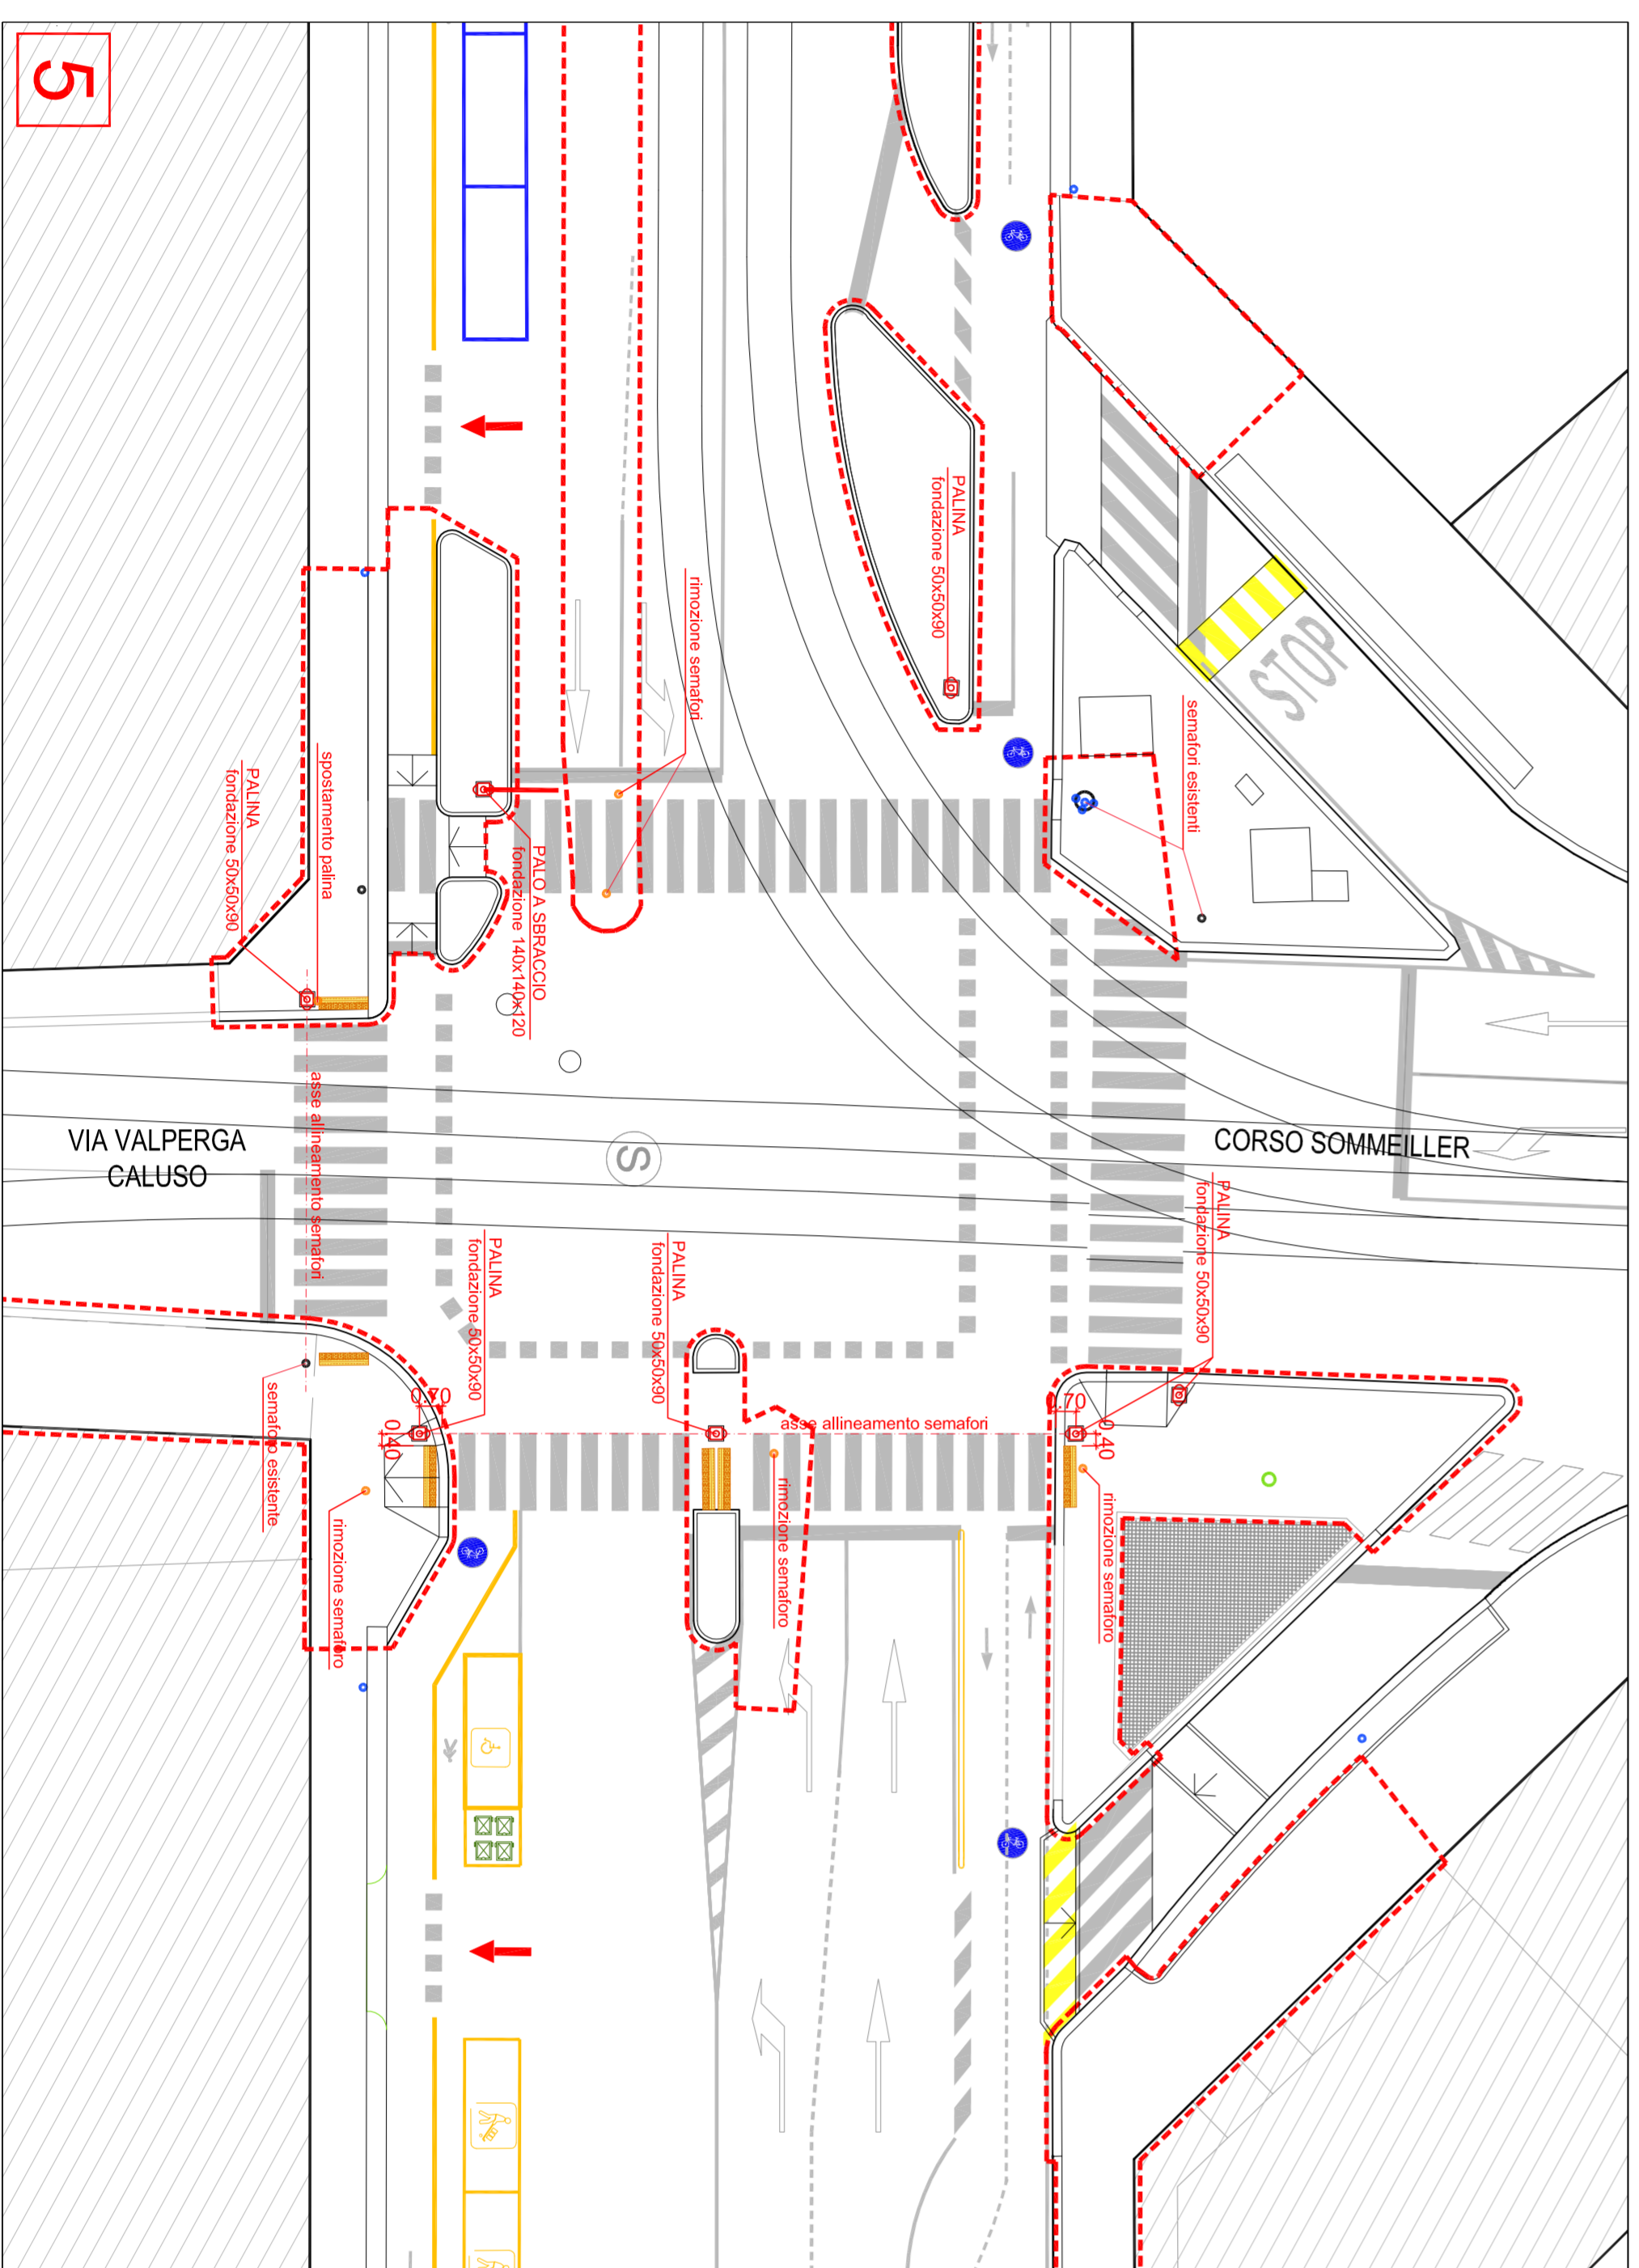 5
PALINA
fondazione 50x50x90
rimozione semafori
semafori esistenti
STOP
spostamento palina
PALINA
fondazione 50x50x90
PALO A SBRACCIO
fondazione 140x140x120
asse allineamento semafori
VIA VALPERGA
CALUSO
S
CORSO SOMMEILLER
PALINA
fondazione 50x50x90
PALINA
fondazione 50x50x90
PALINA
fondazione 50x50x90
0.70
0.40
asse allineamento semafori
0.70
0.40
semaforo esistente
rimozione semaforo
rimozione semaforo
rimozione semaforo